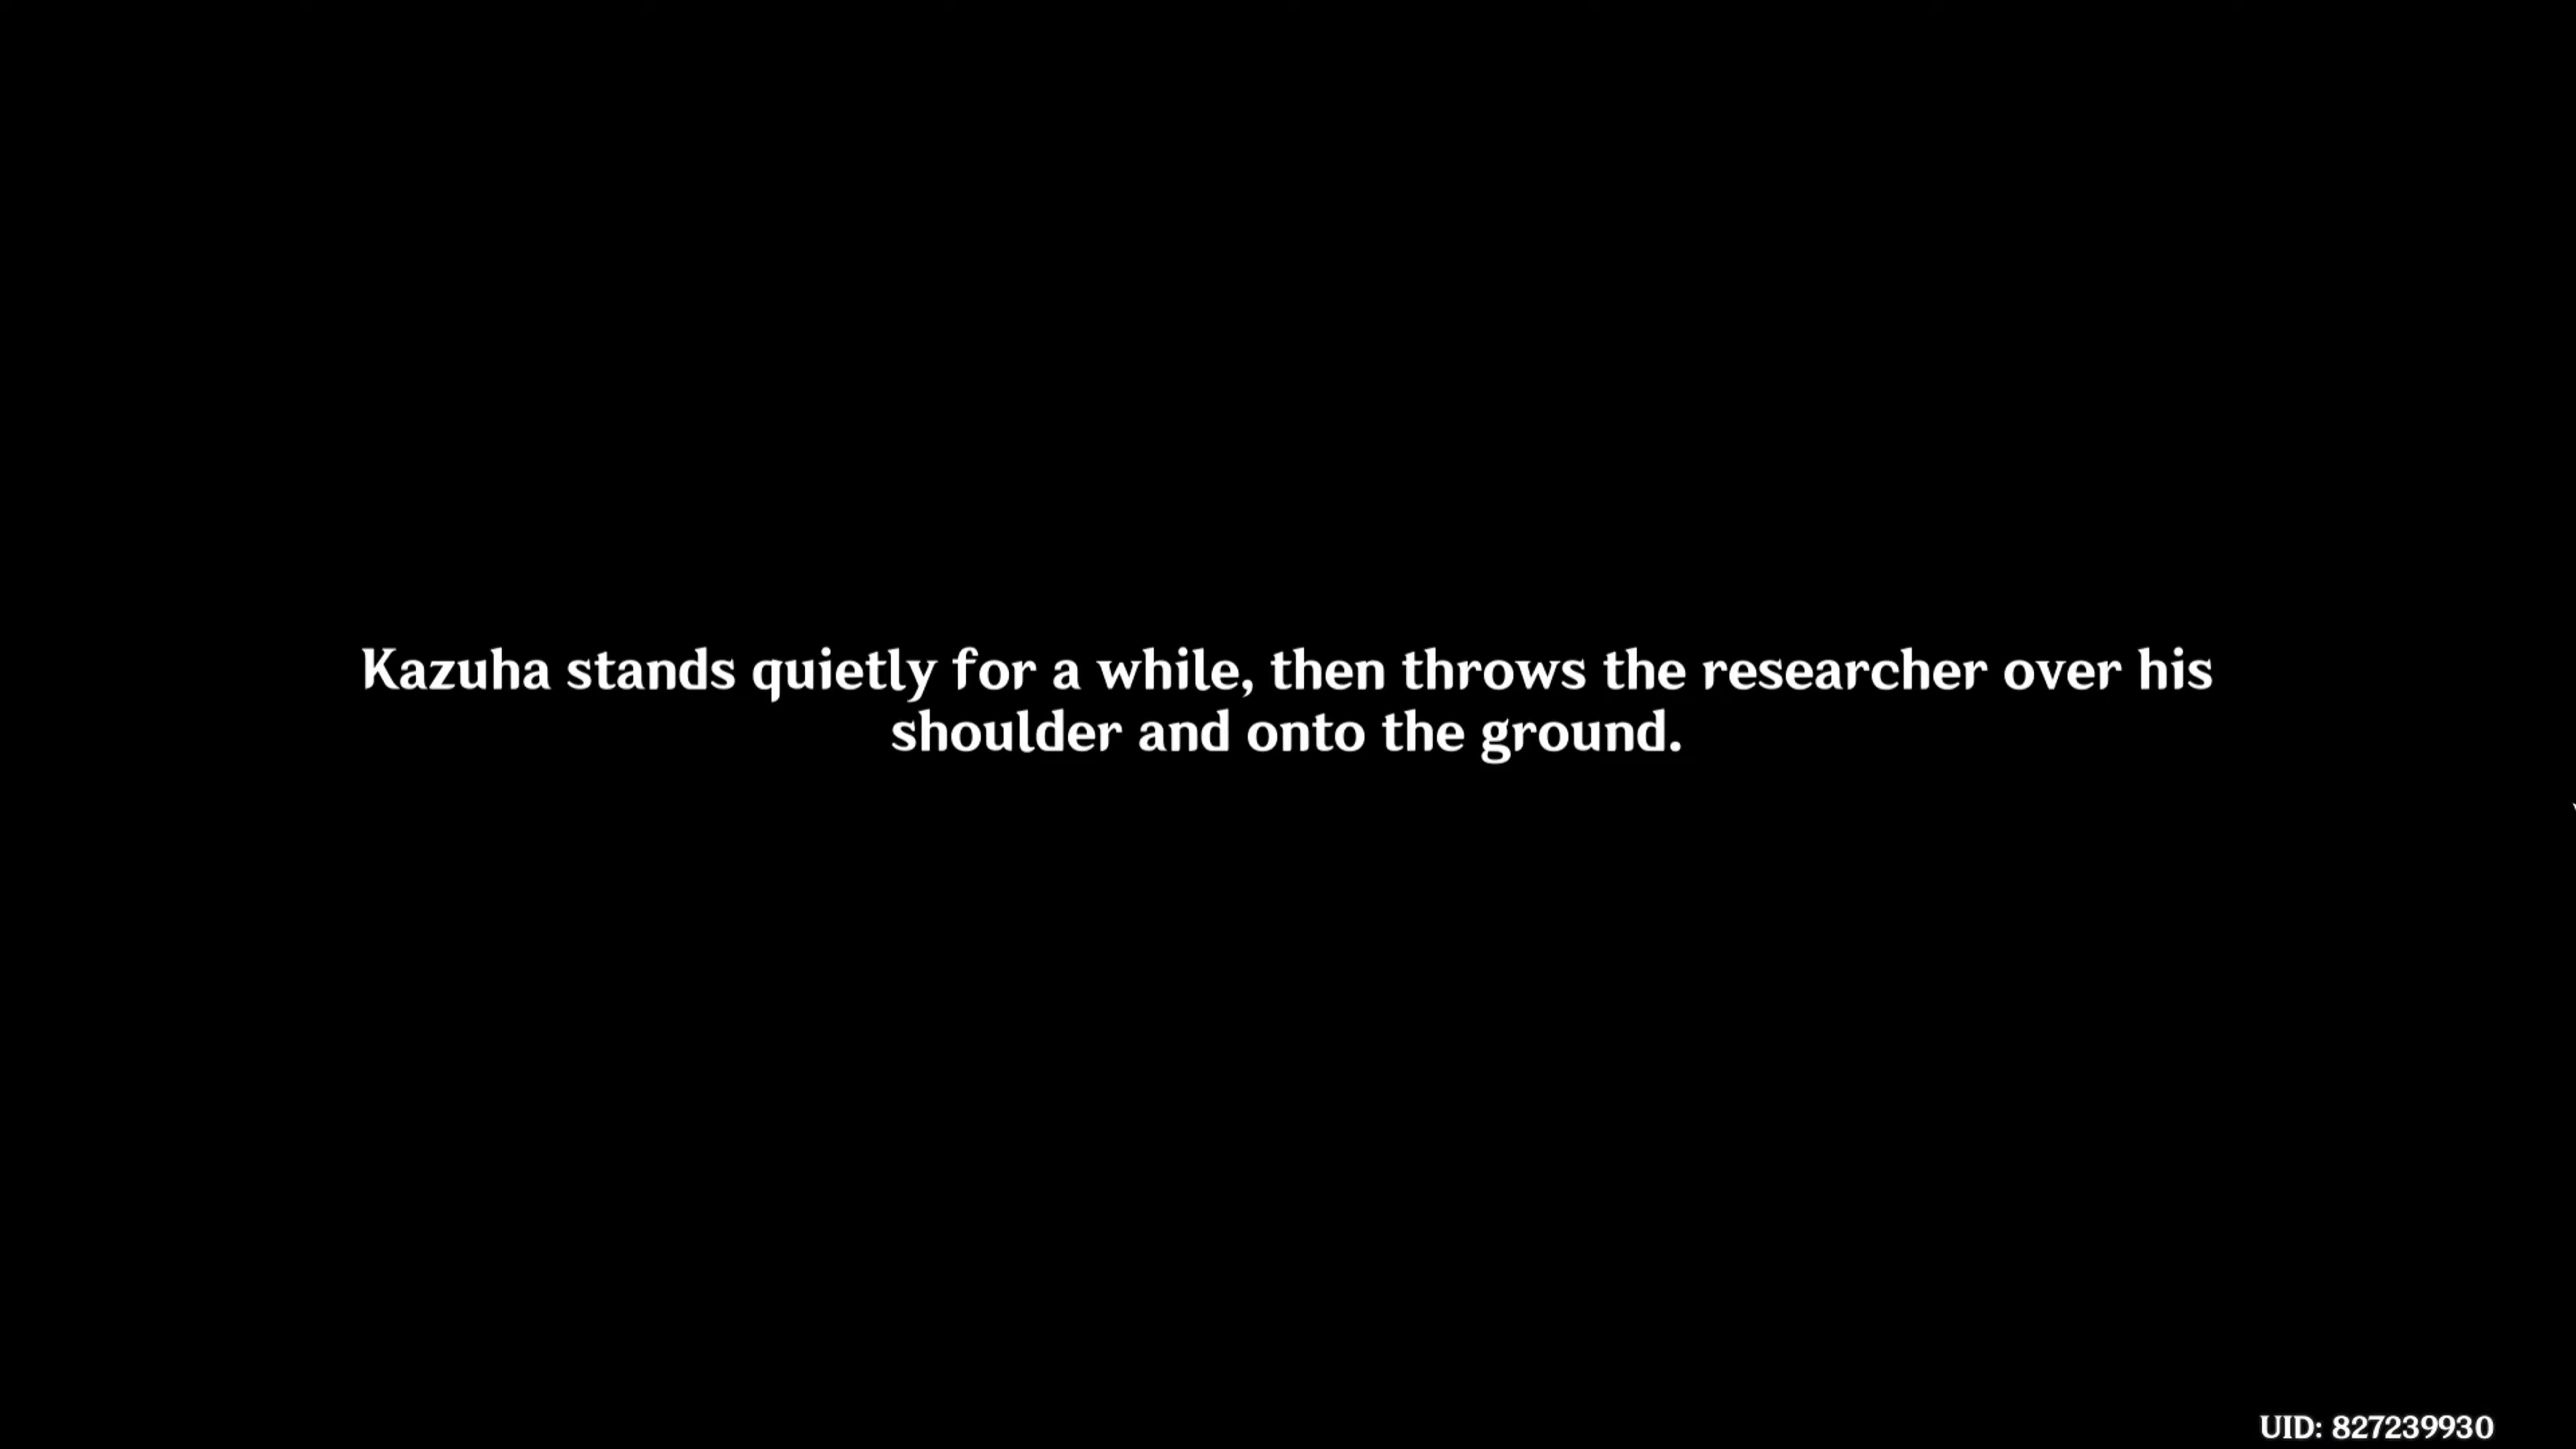 Kazuha stands quietly for a while, then throws the researcher over his
shoulder and onto the ground.
UID: 827239930